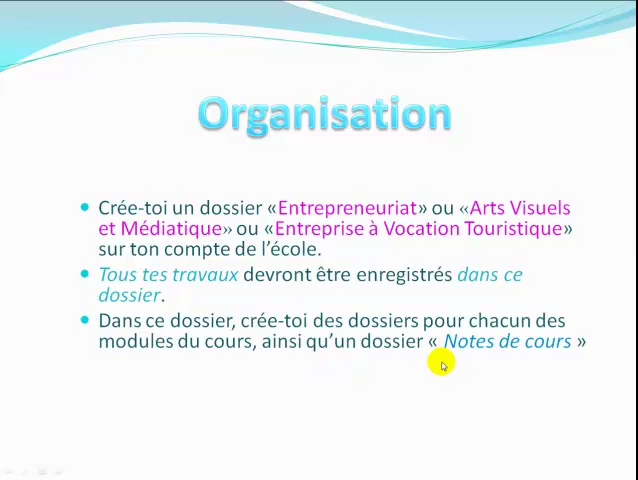 Organisation
Crée-toi un dossier «Entrepreneuriat» ou «Arts Visuels
et Médiatique» ou «Entreprise à Vocation Touristique»
sur ton compte de l’école.
Tous tes travaux devront être enregistrés dans ce
dossier.
Dans ce dossier, crée-toi des dossiers pour chacun des
modules du cours, ainsi qu’un dossier « Notes de cours »